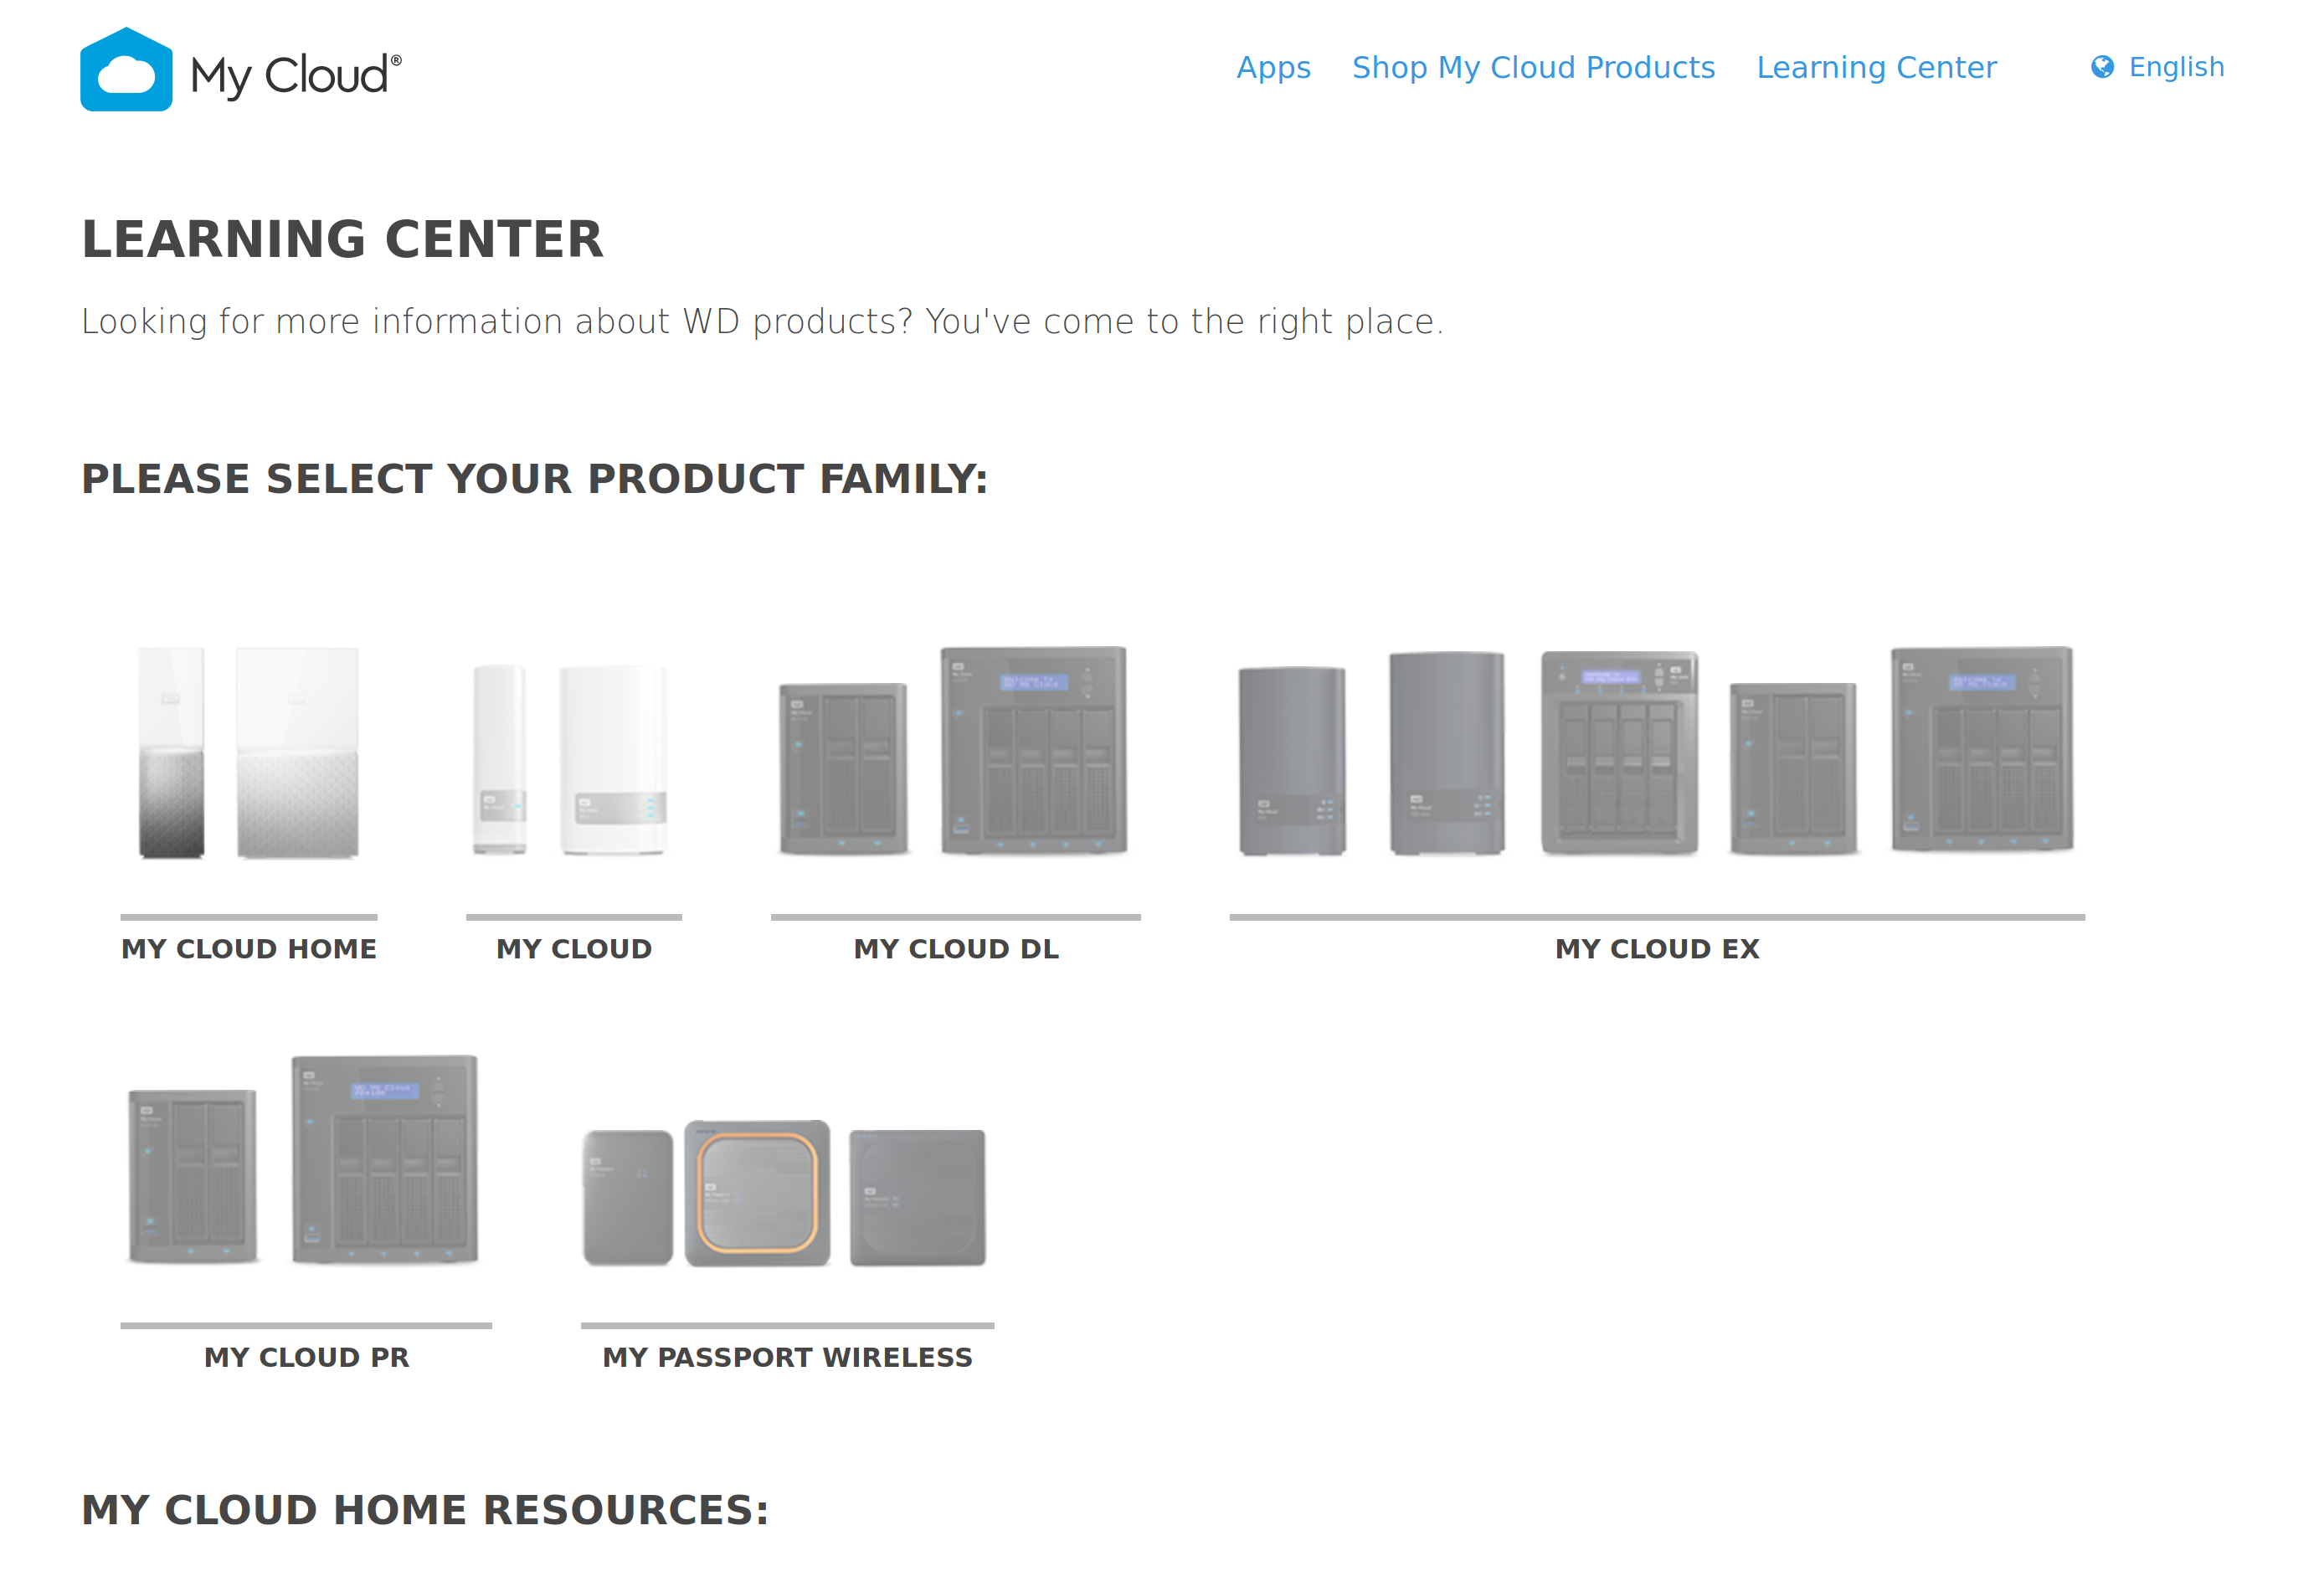 My Cloud®
Apps Shop My Cloud Products Learning Center English
LEARNING CENTER
Looking for more information about WD products? You've come to the right place.
PLEASE SELECT YOUR PRODUCT FAMILY:
MY CLOUD HOME MY CLOUD MY CLOUD DL MY CLOUD EX
MY CLOUD PR MY PASSPORT WIRELESS
MY CLOUD HOME RESOURCES: